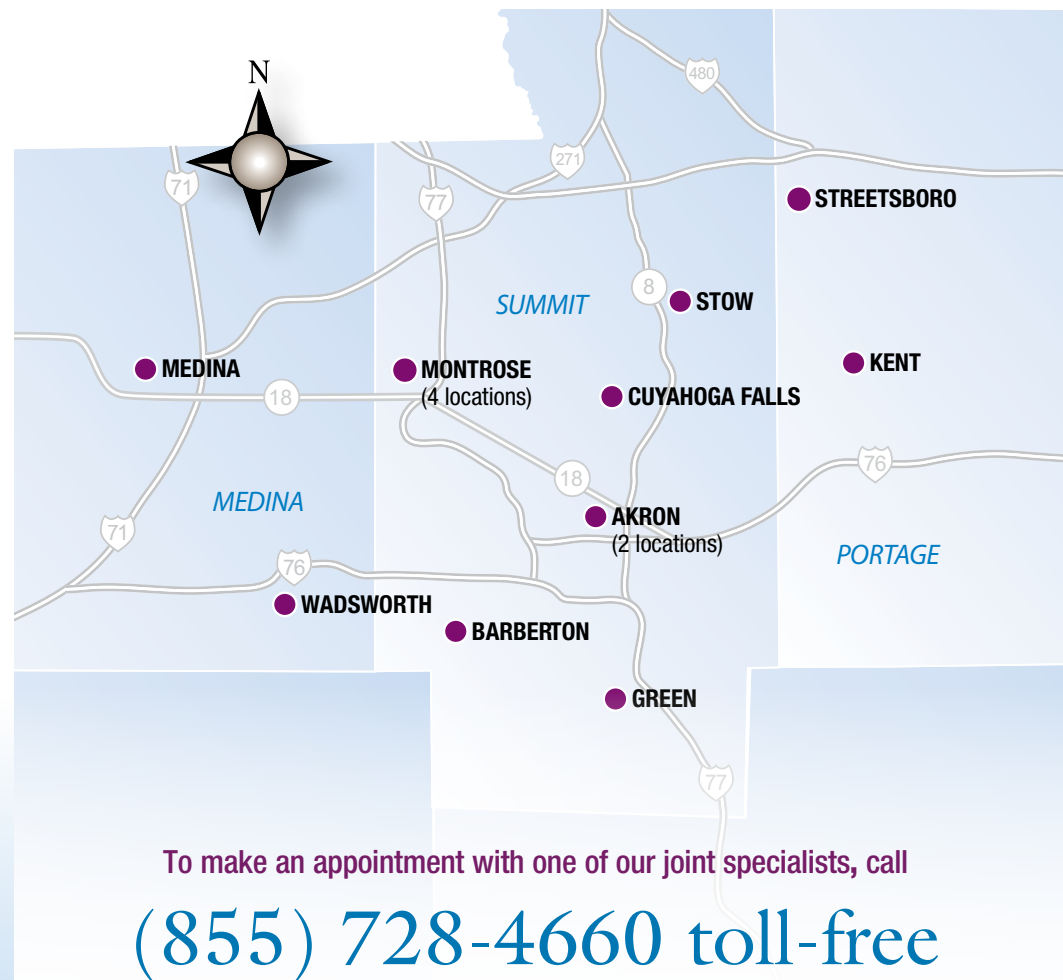 N
480
271
71
77
STREETSBORO
8
STOW
SUMMIT
MEDINA
MONTROSE
(4 locations)
KENT
18
CUYAHOGA FALLS
76
18
MEDINA
AKRON
(2 locations)
71
PORTAGE
76
WADSWORTH
BARBERTON
GREEN
77
To make an appointment with one of our joint specialists, call
(855) 728-4660 toll-free